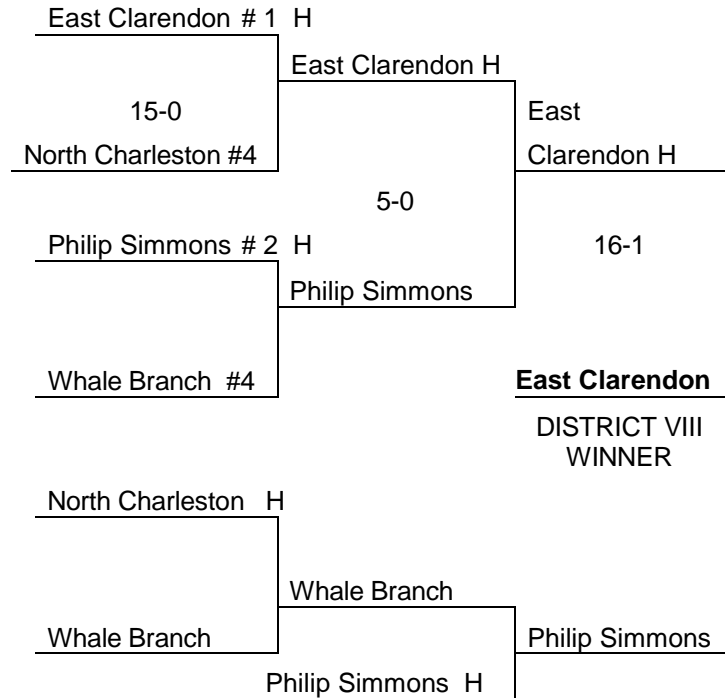 East Clarendon # 1 H
East Clarendon H
15-0
East
North Charleston #4
Clarendon H
5-0
Philip Simmons # 2 H
16-1
Philip Simmons
Whale Branch #4
East Clarendon
DISTRICT VIII
WINNER
North Charleston H
Whale Branch
Whale Branch
Philip Simmons
Philip Simmons H